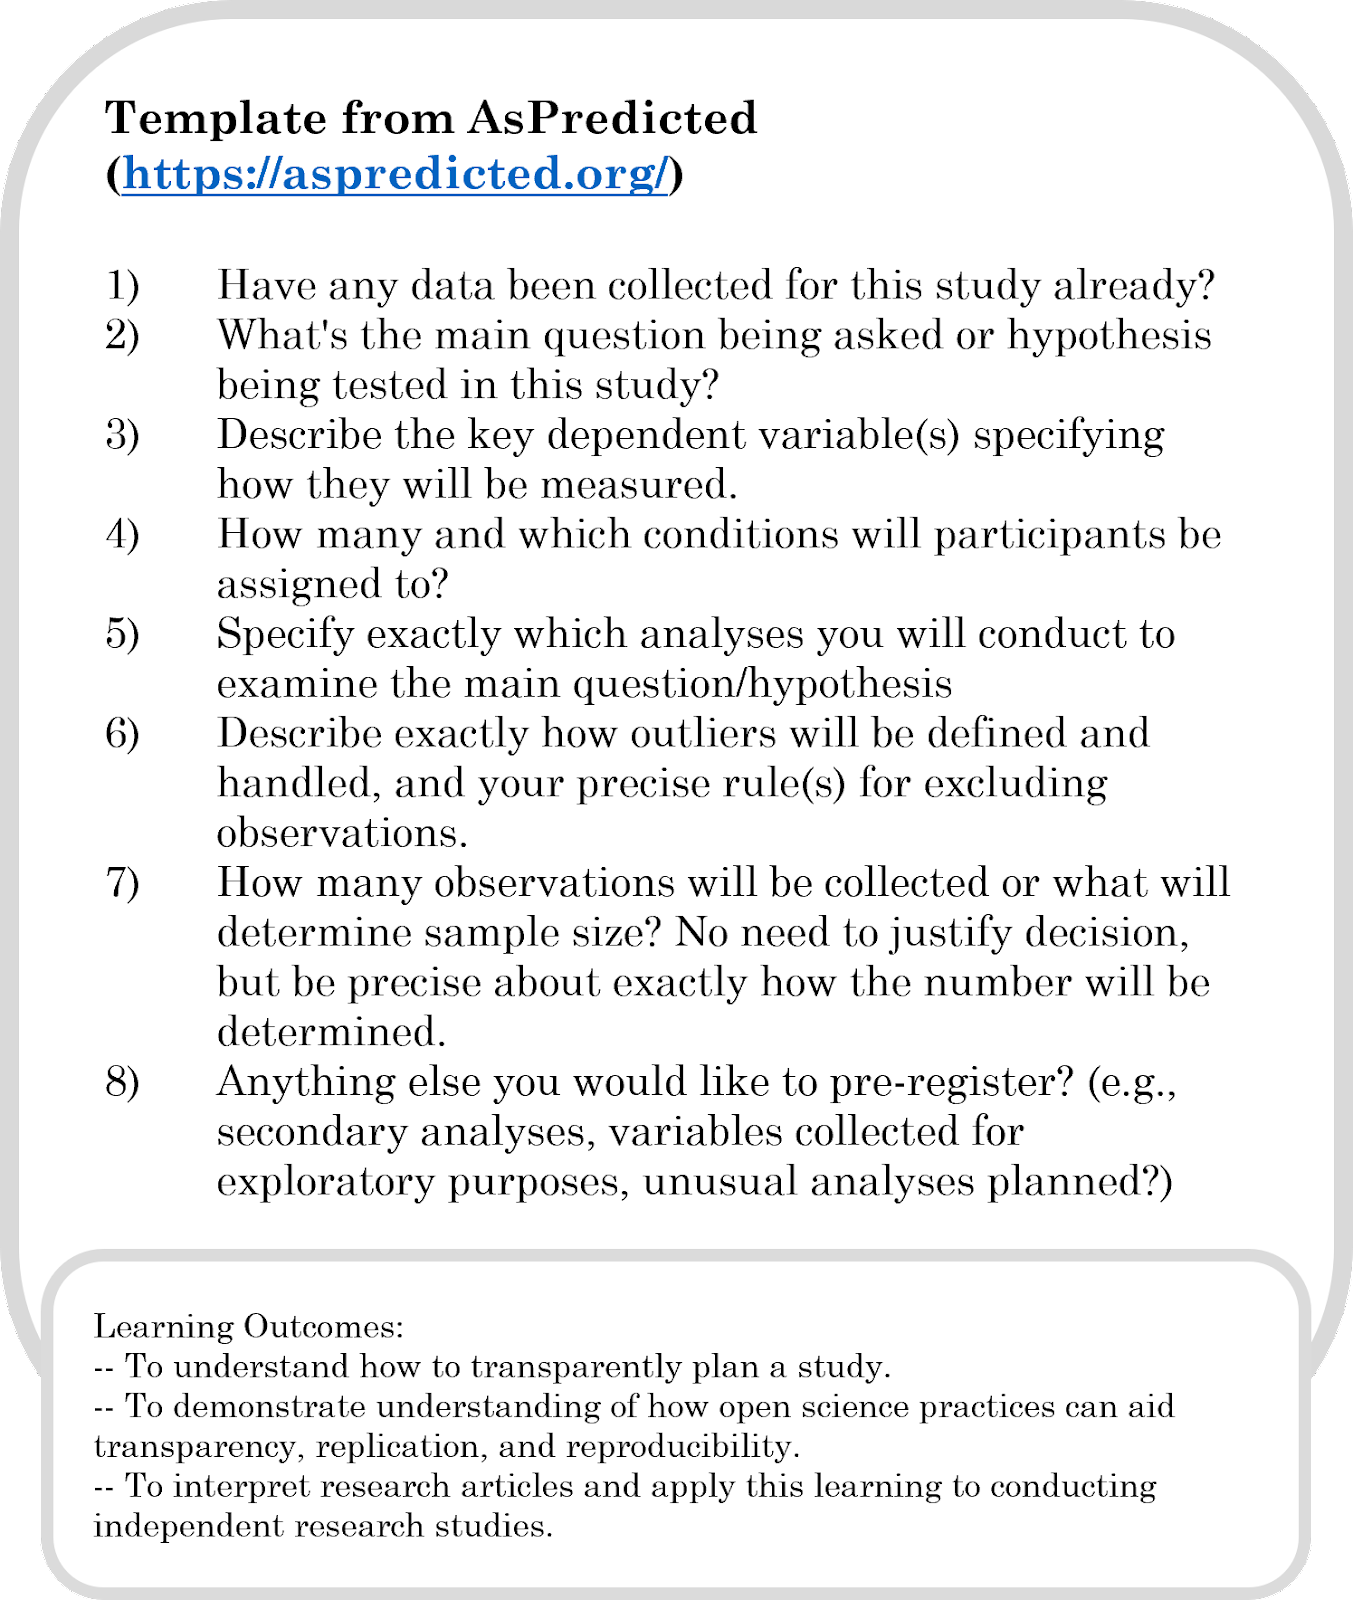 Template from AsPredicted
(https://aspredicted.org/)
1) Have any data been collected for this study already?
2) What's the main question being asked or hypothesis
being tested in this study?
3) Describe the key dependent variable(s) specifying
how they will be measured.
4) How many and which conditions will participants be
assigned to?
5) Specify exactly which analyses you will conduct to
examine the main question/hypothesis
6) Describe exactly how outliers will be defined and
handled, and your precise rule(s) for excluding
observations.
7) How many observations will be collected or what will
determine sample size? No need to justify decision,
but be precise about exactly how the number will be
determined.
8) Anything else you would like to pre-register? (e.g.,
secondary analyses, variables collected for
exploratory purposes, unusual analyses planned?)
Learning Outcomes:
-- To understand how to transparently plan a study.
-- To demonstrate understanding of how open science practices can aid
transparency, replication, and reproducibility.
-- To interpret research articles and apply this learning to conducting
independent research studies.